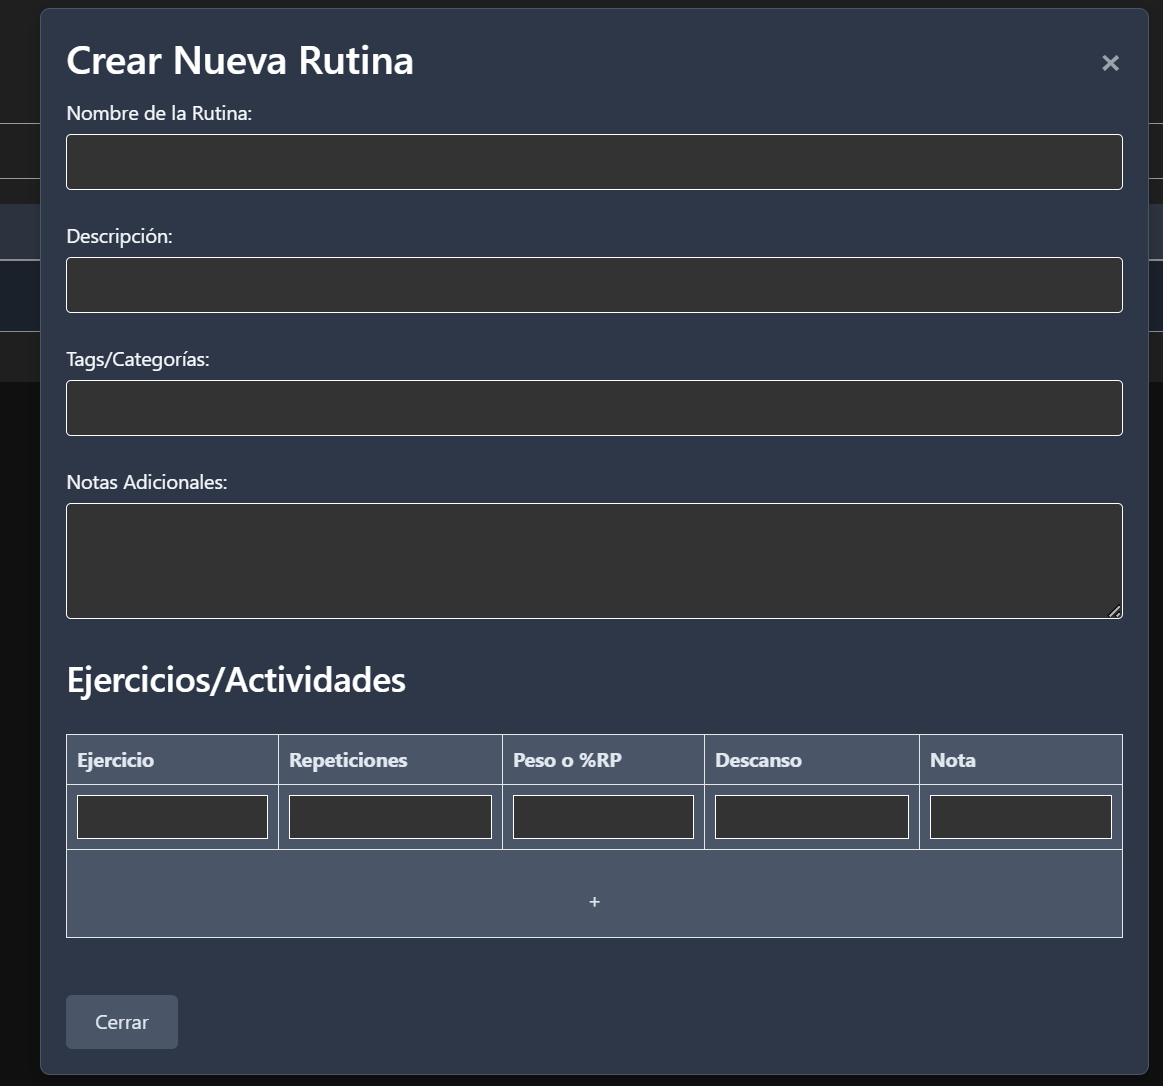 Crear Nueva Rutina
×
Nombre de la Rutina:
Descripción:
Tags/Categorías:
Notas Adicionales:
Ejercicios/Actividades
Ejercicio Repeticiones Peso o %RP Descanso Nota
+
Cerrar